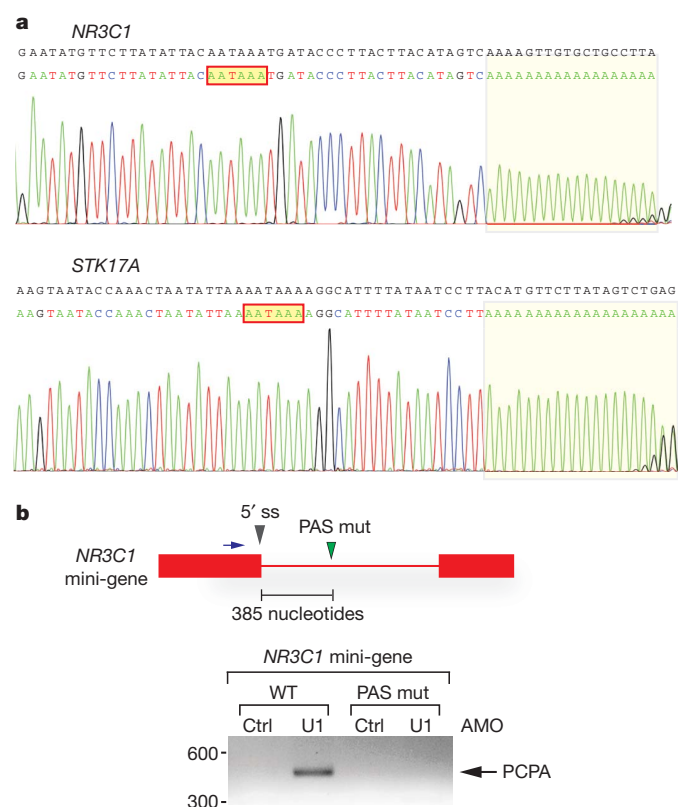 a
NR3C1
GAATATGTTCTTATATTACAATAAATGATACCCTTACTTACATAGTCAAAAGTTGTGCTGCCTTA
GAATATGTTCTTATATTACAATAAATGATACCCTTACTTACATAGTCAAAAAAAAAAAAAAAAAA
STK17A
AAGTAATACCAAACTAATATTAAAATAAAAGGCATTTTATAATCCTTACATGTTCTTATAGTCTGAG
AAGTAATACCAAACTAATATTAAAATAAAAGGCATTTTATAATCCTTAAAAAAAAAAAAAAAAAAAA
b
5′ ss
PAS mut
NR3C1
mini-gene
385 nucleotides
NR3C1 mini-gene
WT PAS mut
Ctrl U1 Ctrl U1 AMO
600
PCPA
300